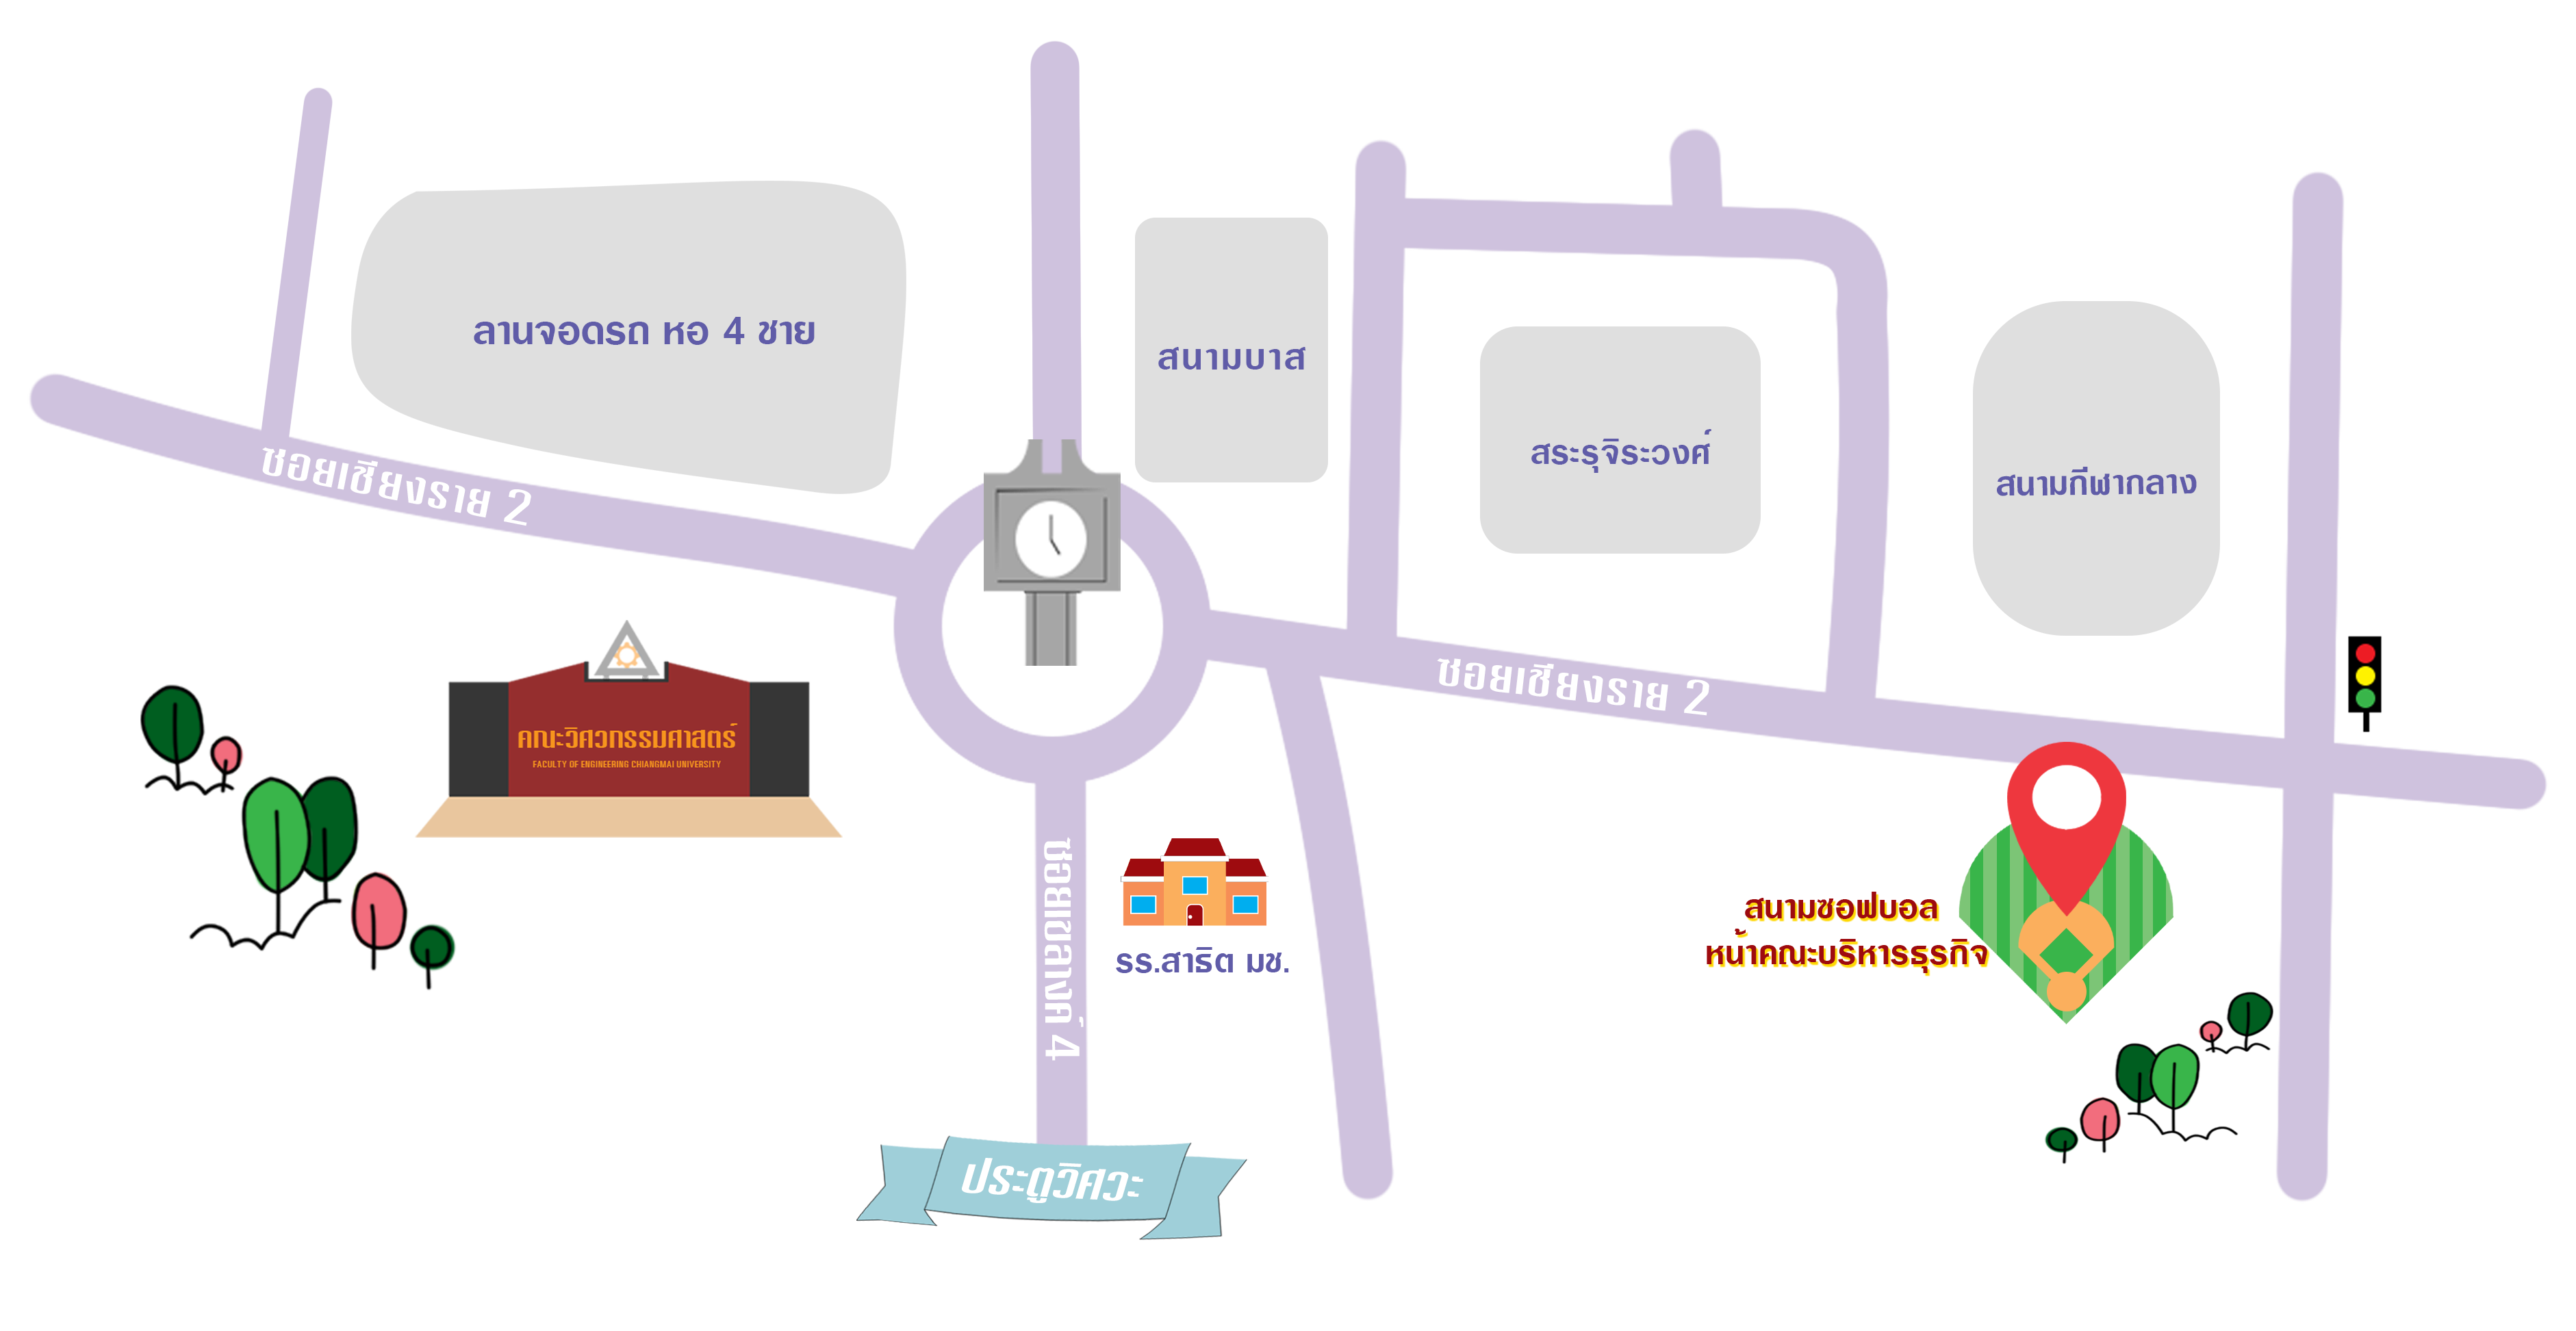 ลานจอดรถ หอ 4 ชาย
สนามบาส
สระรุจิระวงศ์
สนามกีฬากลาง
ซอยเชียงราย 2
ซอยเชียงราย 2
คณะวิศวกรรมศาสตร์
FACULTY OF ENGINEERING CHIANGMAI UNIVERSITY
ซอยเขลางค์ 4
รร.สาธิต มช.
สนามซอฟบอล
หน้าคณะบริหารธุรกิจ
ประตูวิศวะ